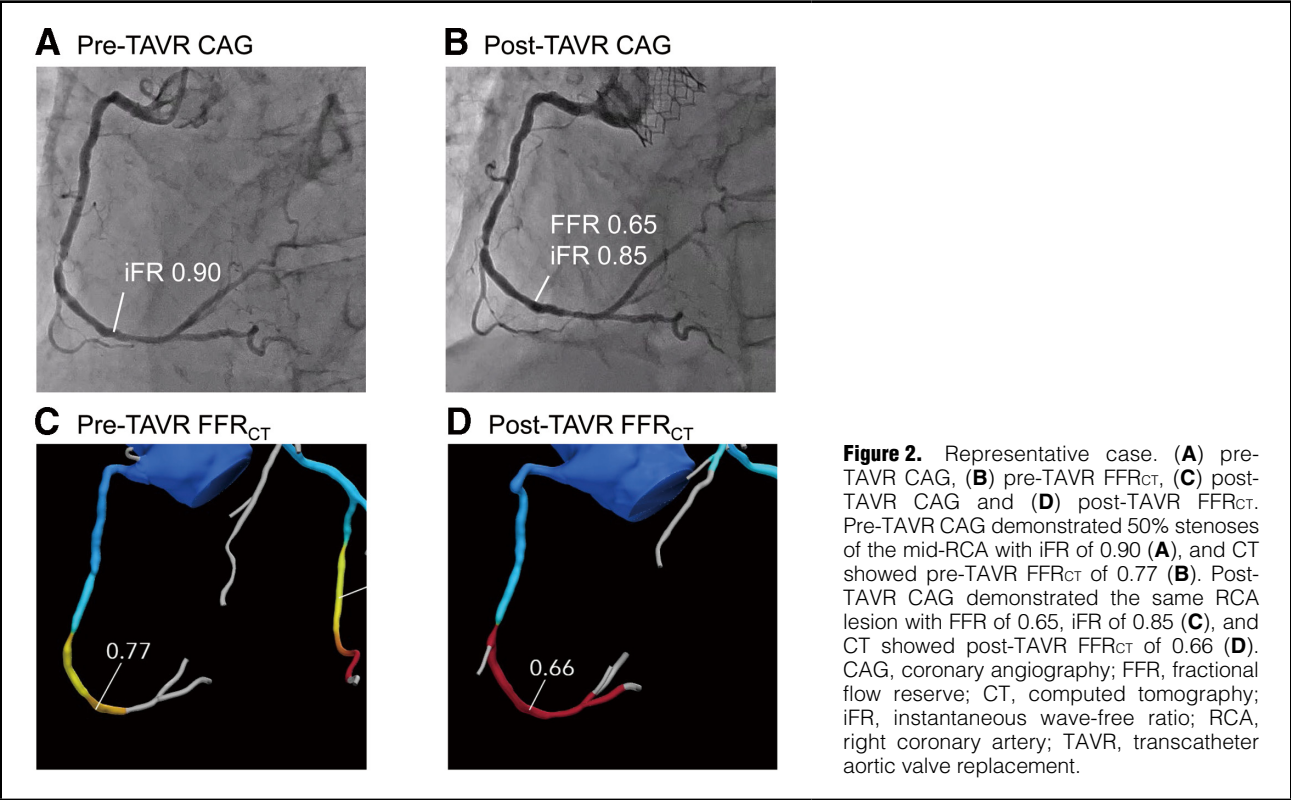 A Pre-TAVR CAG
B Post-TAVR CAG
iFR 0.90
FFR 0.65
iFR 0.85
C Pre-TAVR FFRCT
D Post-TAVR FFRCT
0.77
0.66
Figure 2. Representative case. (A) pre-
TAVR CAG, (B) pre-TAVR FFRCT, (C) post-
TAVR CAG and (D) post-TAVR FFRCT.
Pre-TAVR CAG demonstrated 50% stenoses
of the mid-RCA with iFR of 0.90 (A), and CT
showed pre-TAVR FFRCT of 0.77 (B). Post-
TAVR CAG demonstrated the same RCA
lesion with FFR of 0.65, iFR of 0.85 (C), and
CT showed post-TAVR FFRCT of 0.66 (D).
CAG, coronary angiography; FFR, fractional
flow reserve; CT, computed tomography;
iFR, instantaneous wave-free ratio; RCA,
right coronary artery; TAVR, transcatheter
aortic valve replacement.